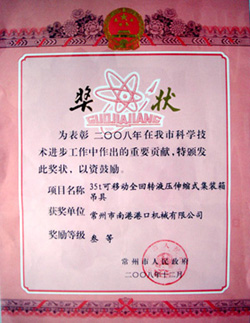 奖状
GUOJIAJIANG
为表彰二〇〇八年在我市科学技
术进步工作中作出的重要贡献，特颁发
此奖状，以资鼓励。
项目名称 35t可移动全回转液压伸缩式集装箱
吊具
获奖单位 常州市南港港口机械有限公司
奖励等级 叁 等
常州市人民政府
二〇〇八年十二月